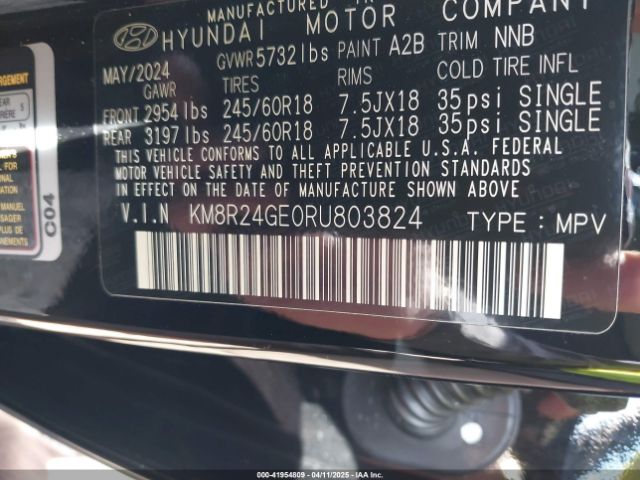 MANUFACTURED
HYUNDAI MOTOR COMPANY
MAY/2024 GVWR 5732 lbs PAINT A2B TRIM NNB
GAWR TIRES RIMS COLD TIRE INFL
FRONT 2954 lbs 245/60R18 7.5JX18 35psi SINGLE
REAR 3197 lbs 245/60R18 7.5JX18 35psi SINGLE
THIS VEHICLE CONFORMS TO ALL APPLICABLE U.S.A. FEDERAL
MOTOR VEHICLE SAFETY AND THEFT PREVENTION STANDARDS
IN EFFECT ON THE DATE OF MANUFACTURE SHOWN ABOVE.
V.I.N KM8R24GE0RU803824 TYPE : MPV
C04
000-41954809 - 04/11/2025 - IAAI.COM